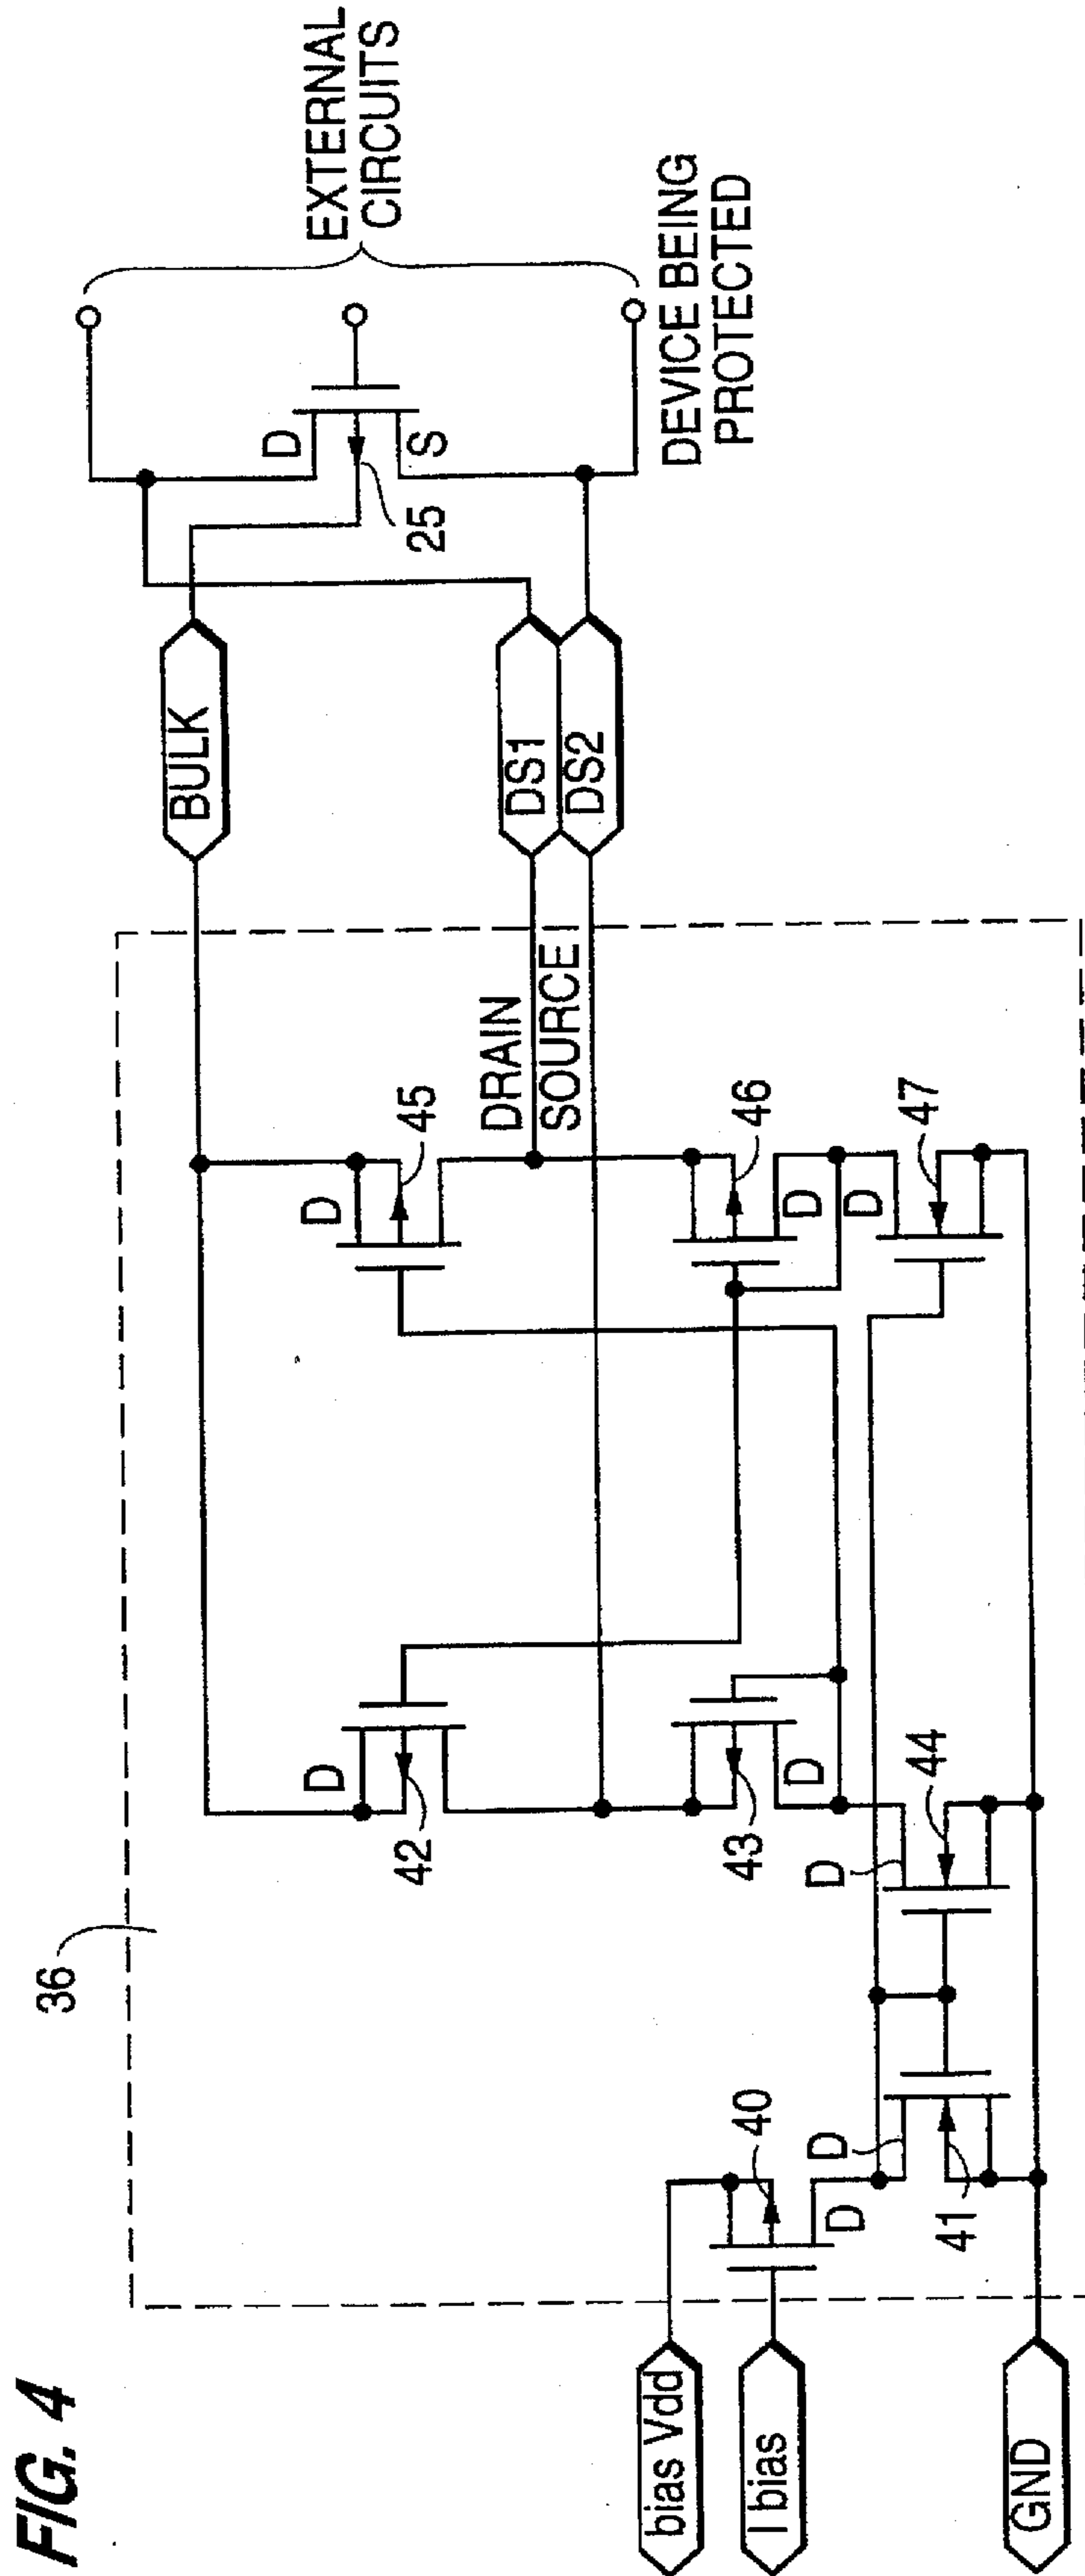 FIG. 4
36
bias Vdd
I bias
GND
40
D
41
D
42
D
43
D
44
D
45
D
46
D
47
D
DRAIN
SOURCE
BULK
DS1
DS2
D
S
25
EXTERNAL
CIRCUITS
DEVICE BEING
PROTECTED